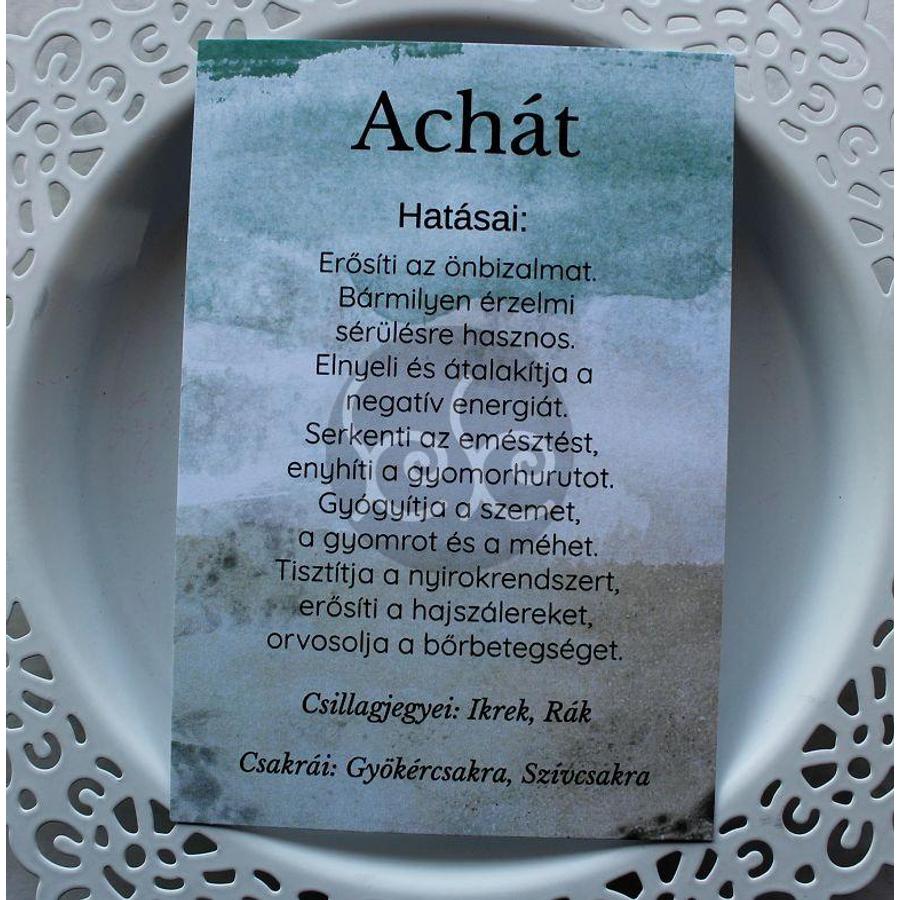 Achát
Hatásai:
Erősíti az önbizalmat.
Bármilyen érzelmi
sérülésre hasznos.
Elnyeli és átalakítja a
negatív energiát.
Serkenti az emésztést,
enyhíti a gyomorhurutot.
Gyógyítja a szemet,
a gyomrot és a méhet.
Tisztítja a nyirokrendszert,
erősíti a hajszálereket,
orvosolja a bőrbetegséget.
Csillagjegyei: Ikrek, Rák
Csakrái: Gyökércsakra, Szívcsakra